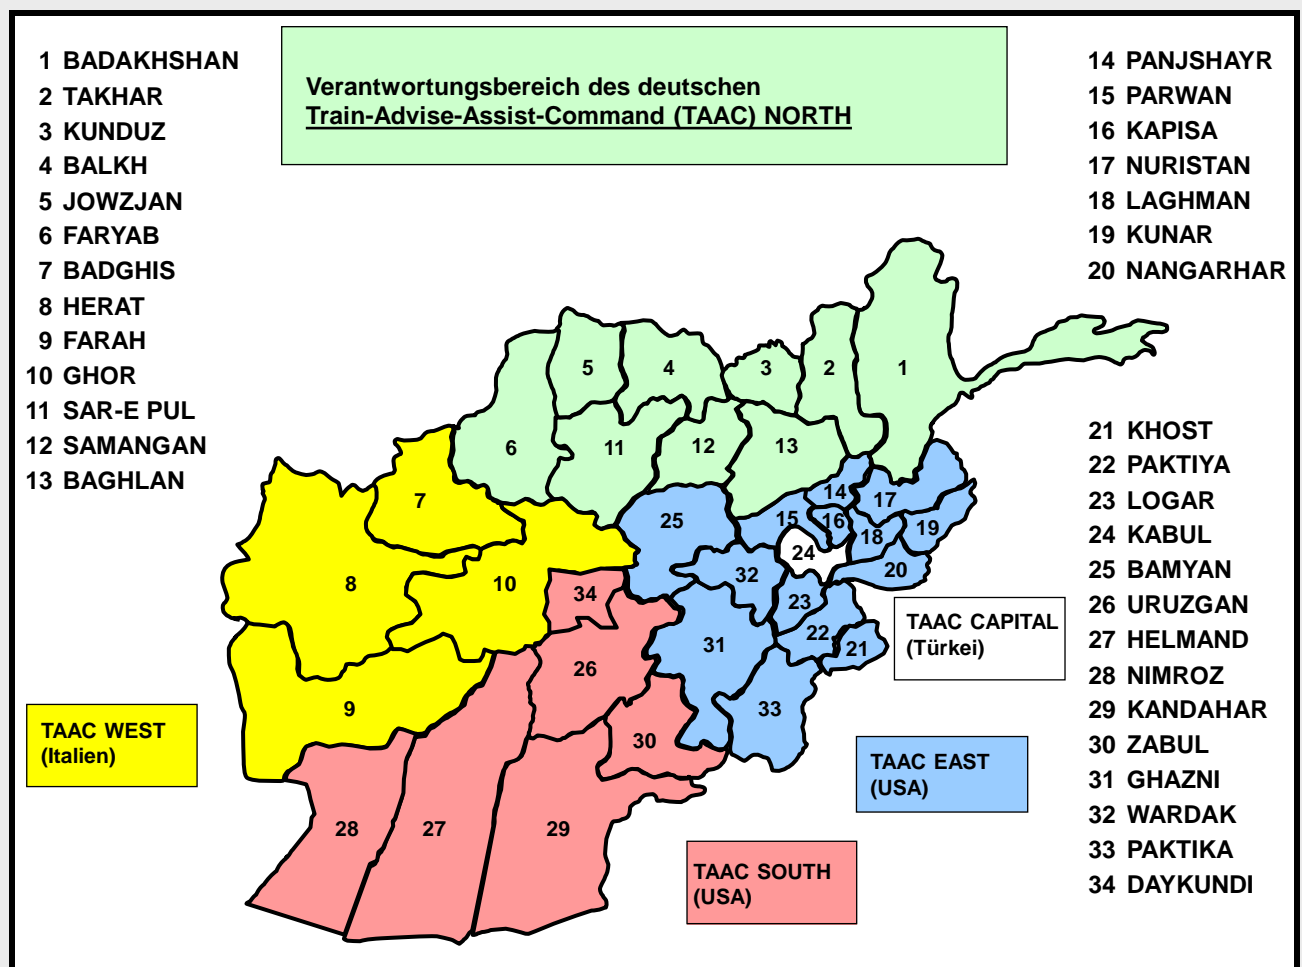 1 BADAKHSHAN
2 TAKHAR
3 KUNDUZ
4 BALKH
5 JOWZJAN
6 FARYAB
7 BADGHIS
8 HERAT
9 FARAH
10 GHOR
11 SAR-E PUL
12 SAMANGAN
13 BAGHLAN
Verantwortungsbereich des deutschen
Train-Advise-Assist-Command (TAAC) NORTH
14 PANJSHAYR
15 PARWAN
16 KAPISA
17 NURISTAN
18 LAGHMAN
19 KUNAR
20 NANGARHAR
21 KHOST
22 PAKTIYA
23 LOGAR
24 KABUL
25 BAMYAN
26 URUZGAN
27 HELMAND
28 NIMROZ
29 KANDAHAR
30 ZABUL
31 GHAZNI
32 WARDAK
33 PAKTIKA
34 DAYKUNDI
5
4
3
2
1
6
11
12
13
7
14
17
25
15
16
18
19
24
20
8
10
34
32
23
22
21
31
26
9
33
30
28
27
29
TAAC CAPITAL
(Türkei)
TAAC WEST
(Italien)
TAAC EAST
(USA)
TAAC SOUTH
(USA)